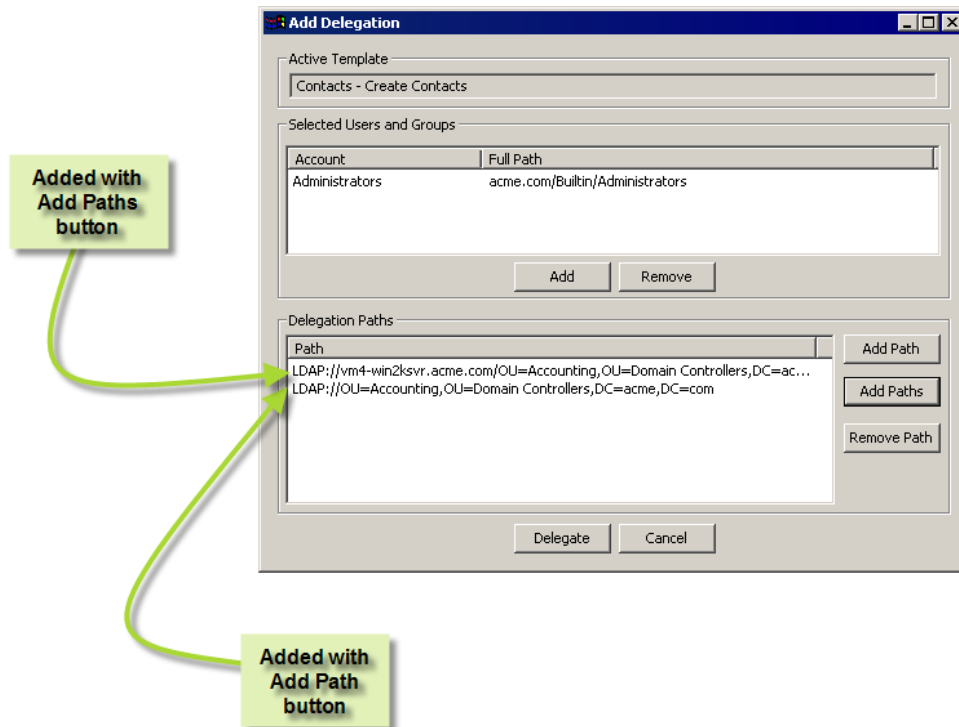 Add Delegation
Active Template
Contacts - Create Contacts
Selected Users and Groups
Account Full Path
Administrators acme.com/Builtin/Administrators
Add Remove
Added with
Add Paths
button
Delegation Paths
Path
LDAP://vm4-win2ksvr.acme.com/OU=Accounting,OU=Domain Controllers,DC=ac...
LDAP://OU=Accounting,OU=Domain Controllers,DC=acme,DC=com
Add Path
Add Paths
Remove Path
Delegate Cancel
Added with
Add Path
button